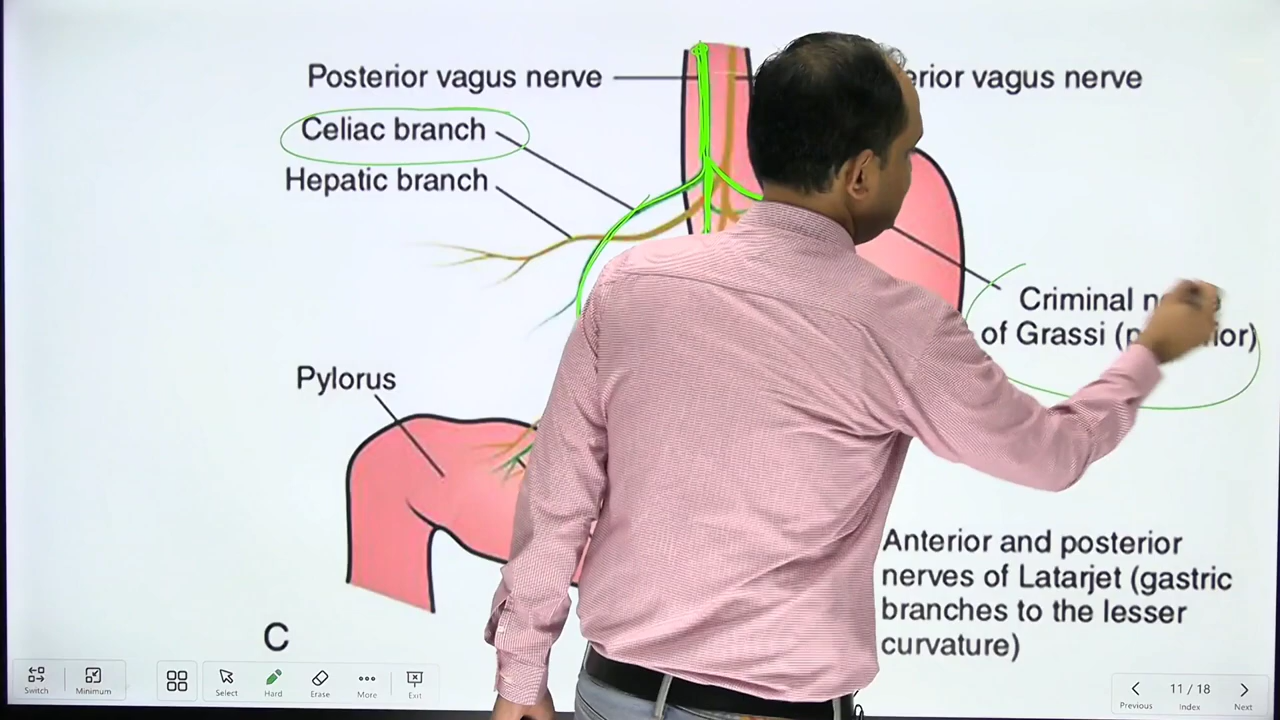 Posterior vagus nerve
erior vagus nerve
Celiac branch
Hepatic branch
Criminal
of Grassi
Pylorus
Anterior and posterior
nerves of Latarjet (gastric
branches to the lesser
curvature)
C
Switch
Minimum
Select
Hard
Erase
More
Exit
Previous
11 / 18
Index
Next